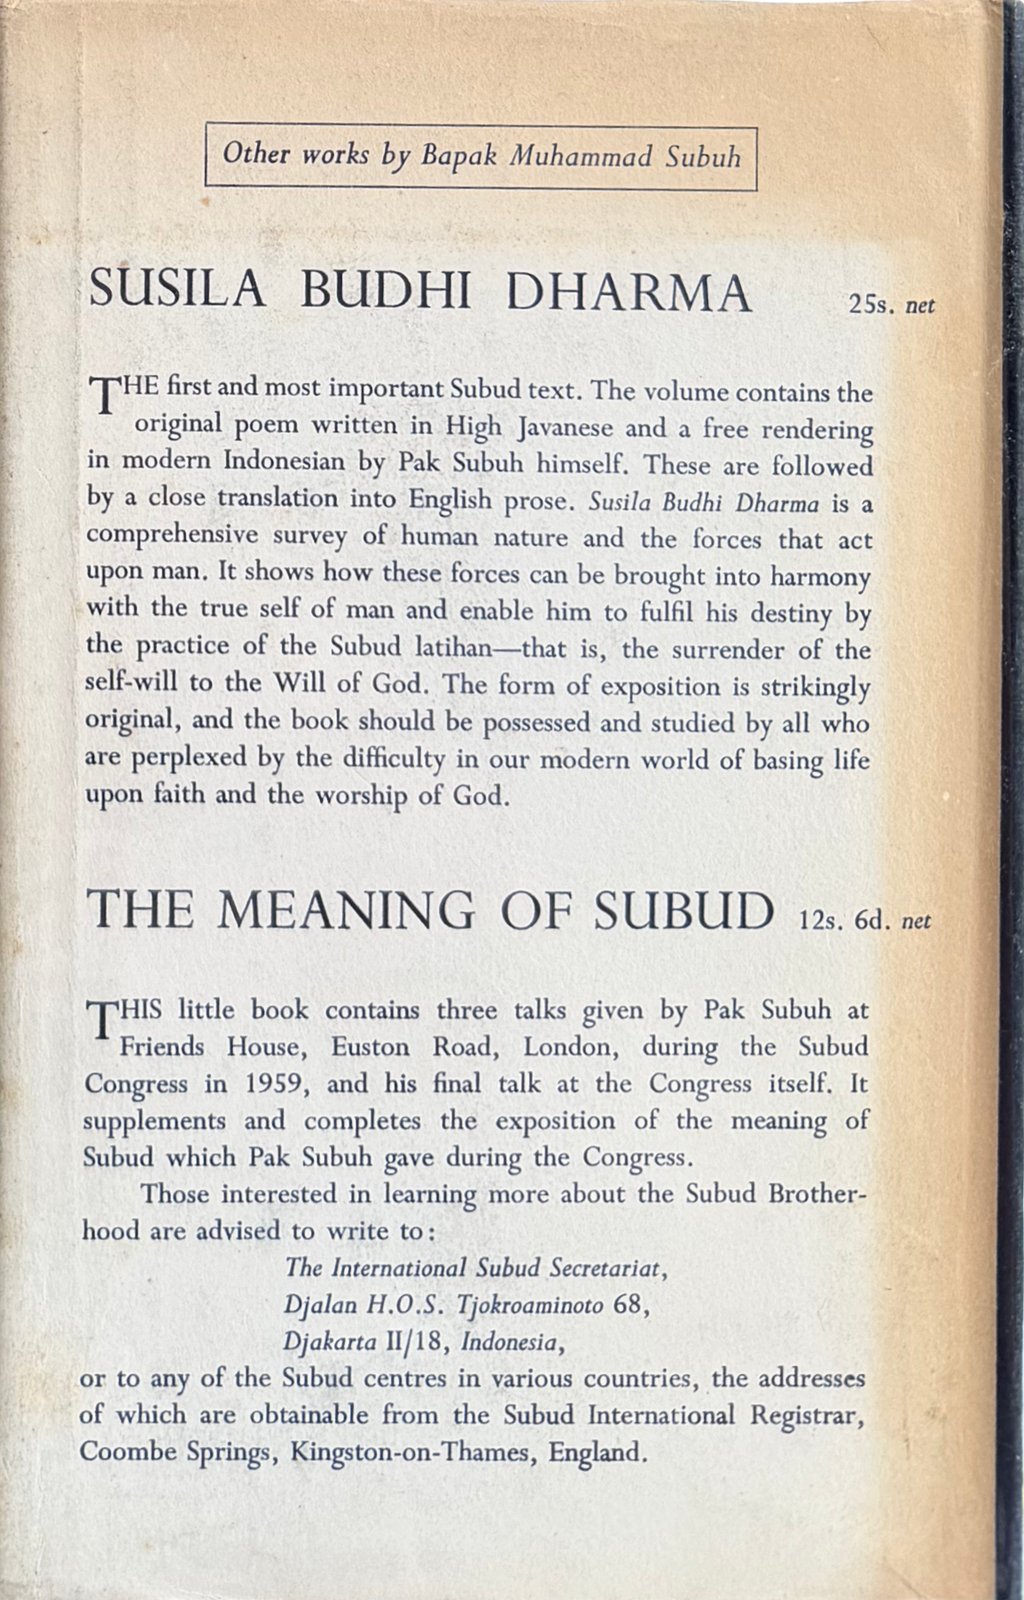 Other works by Bapak Muhammad Subuh
SUSILA BUDHI DHARMA 25s. net
THE first and most important Subud text. The volume contains the
original poem written in High Javanese and a free rendering
in modern Indonesian by Pak Subuh himself. These are followed
by a close translation into English prose. Susila Budhi Dharma is a
comprehensive survey of human nature and the forces that act
upon man. It shows how these forces can be brought into harmony
with the true self of man and enable him to fulfil his destiny by
the practice of the Subud latihan—that is, the surrender of the
self-will to the Will of God. The form of exposition is strikingly
original, and the book should be possessed and studied by all who
are perplexed by the difficulty in our modern world of basing life
upon faith and the worship of God.
THE MEANING OF SUBUD 12s. 6d. net
THIS little book contains three talks given by Pak Subuh at
Friends House, Euston Road, London, during the Subud
Congress in 1959, and his final talk at the Congress itself. It
supplements and completes the exposition of the meaning of
Subud which Pak Subuh gave during the Congress.
Those interested in learning more about the Subud Brother-
hood are advised to write to:
The International Subud Secretariat,
Djalan H.O.S. Tjokroaminoto 68,
Djakarta II/18, Indonesia,
or to any of the Subud centres in various countries, the addresses
of which are obtainable from the Subud International Registrar,
Coombe Springs, Kingston-on-Thames, England.